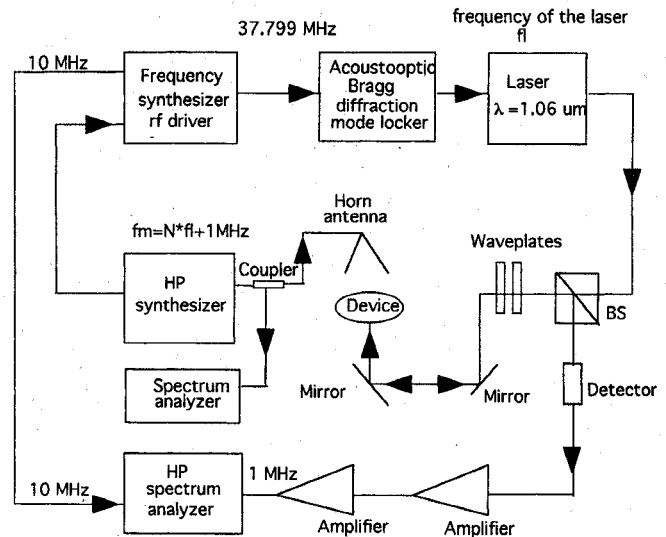 frequency of the laser
fl
37.799 MHz
10 MHz
Frequency
synthesizer
rf driver
Acoustooptic
Bragg
diffraction
mode locker
Laser
λ =1.06 um
Horn
antenna
fm=N*fl+1MHz
Waveplates
HP
synthesizer
Coupler
Device
BS
Spectrum
analyzer
Mirror
Mirror
Detector
HP
spectrum
analyzer
1 MHz
10 MHz
Amplifier
Amplifier